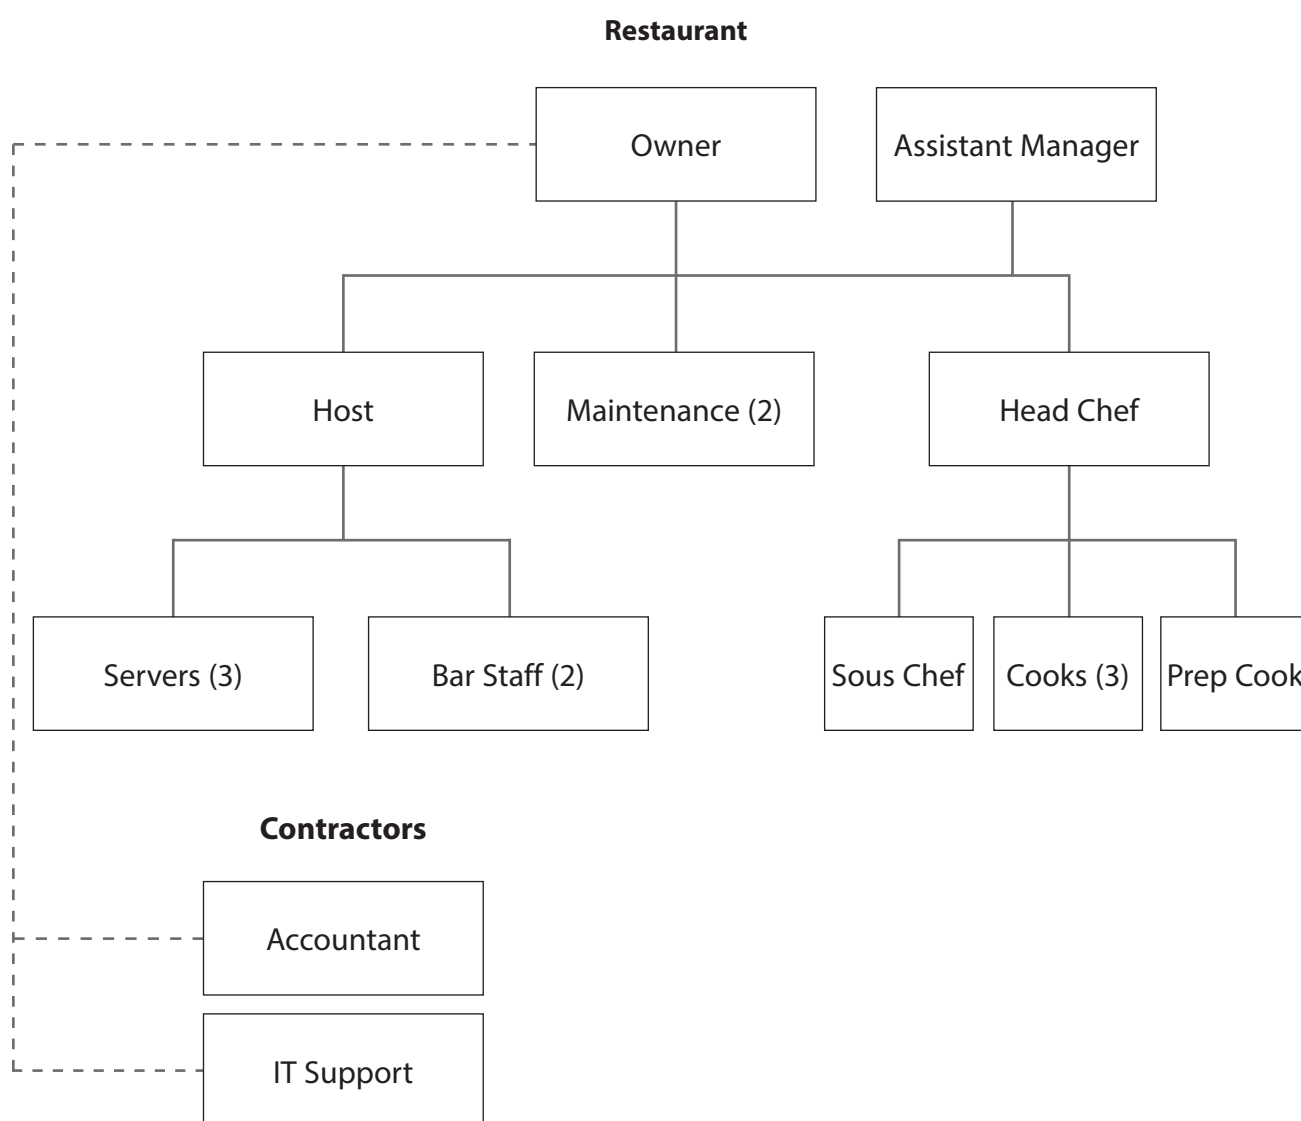 Restaurant
Owner
Assistant Manager
Host
Maintenance (2)
Head Chef
Servers (3)
Bar Staff (2)
Sous Chef
Cooks (3)
Prep Cook
Contractors
Accountant
IT Support